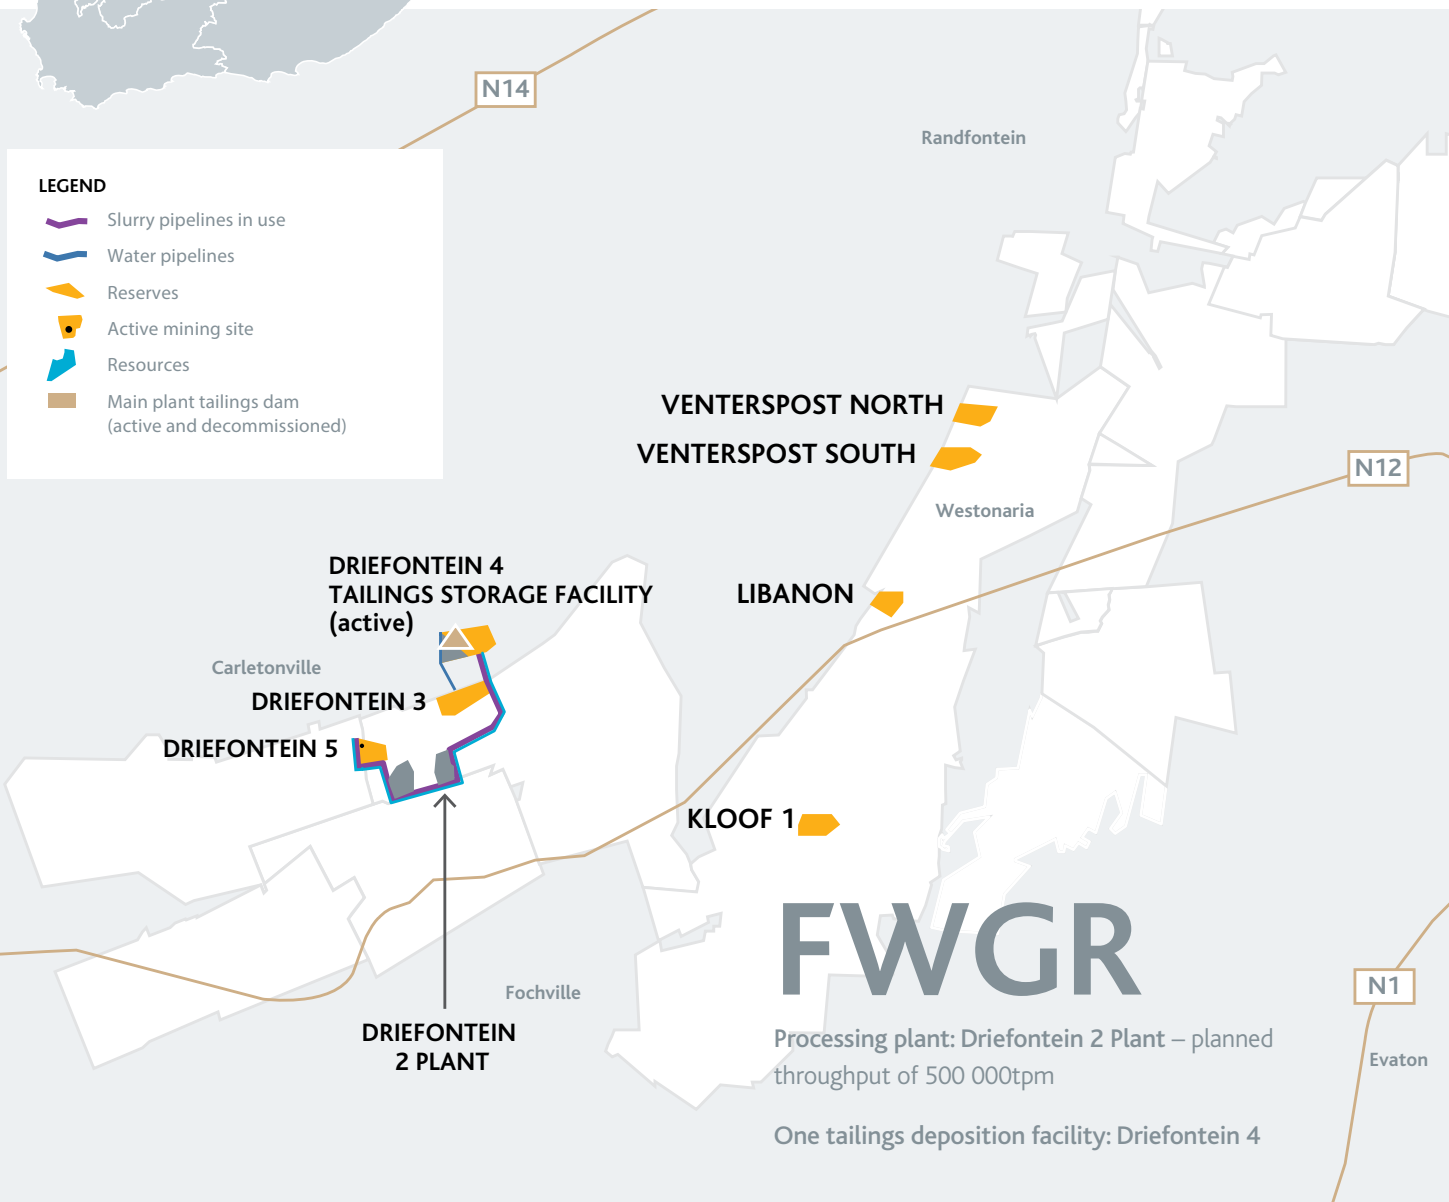 N14
Randfontein
LEGEND
Slurry pipelines in use
Water pipelines
Reserves
Active mining site
Resources
Main plant tailings dam
(active and decommissioned)
VENTERSPOST NORTH
VENTERSPOST SOUTH
N12
Westonaria
DRIEFONTEIN 4
TAILINGS STORAGE FACILITY
(active)
LIBANON
Carletonville
DRIEFONTEIN 3
DRIEFONTEIN 5
KLOOF 1
FWGR
N1
Fochville
DRIEFONTEIN
2 PLANT
Processing plant: Driefontein 2 Plant – planned
throughput of 500 000tpm
Evaton
One tailings deposition facility: Driefontein 4